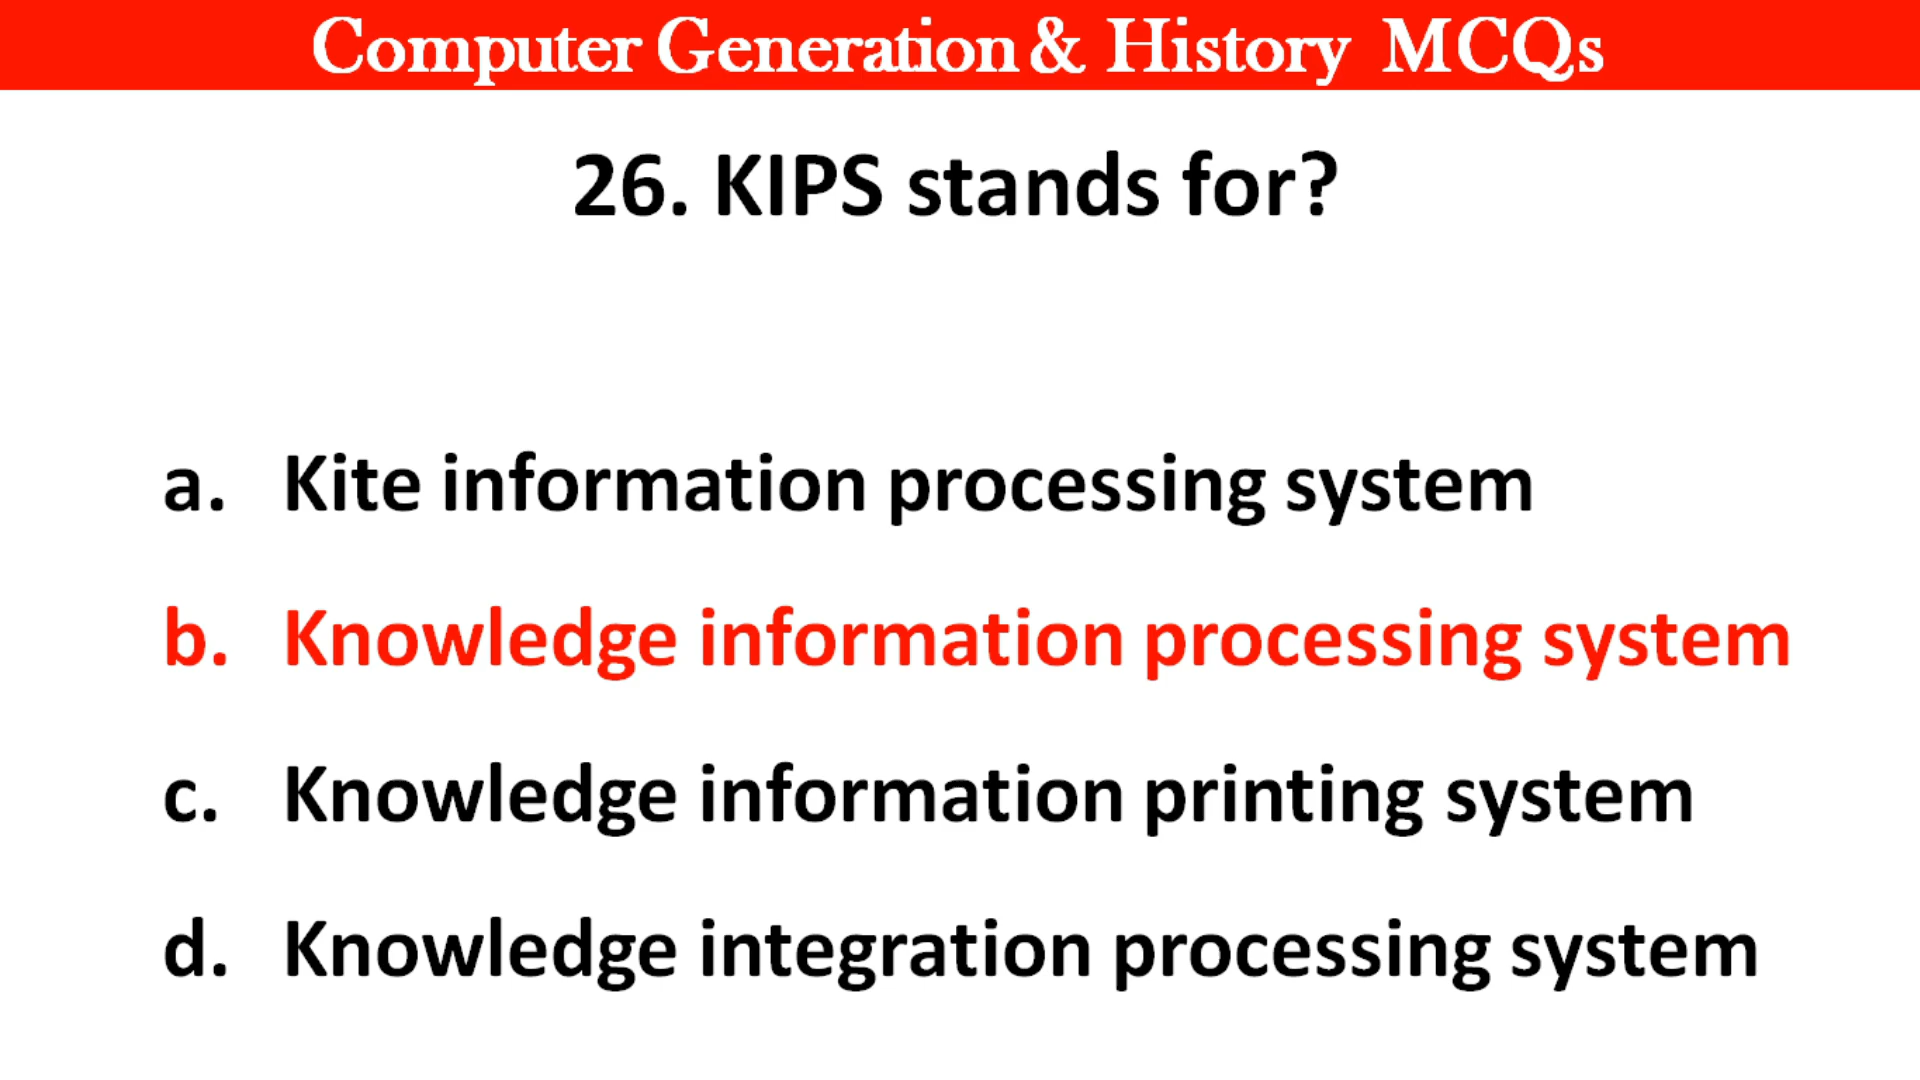 Computer Generation & History MCQs
26. KIPS stands for?
a. Kite information processing system
b. Knowledge information processing system
c. Knowledge information printing system
d. Knowledge integration processing system